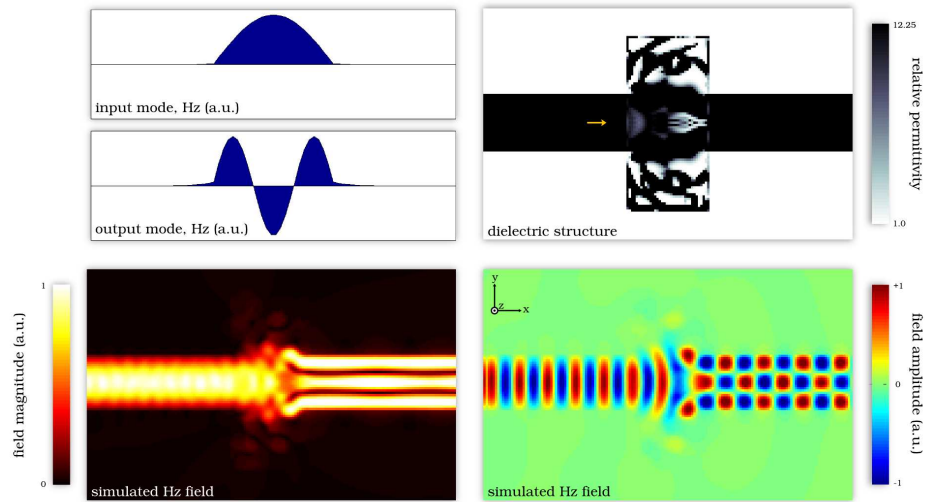 input mode, Hz (a.u.)
output mode, Hz (a.u.)
dielectric structure
12.25
1.0
relative permittivity
field magnitude (a.u.)
1
0
simulated Hz field
y
z
x
simulated Hz field
+1
0
-1
field amplitude (a.u.)